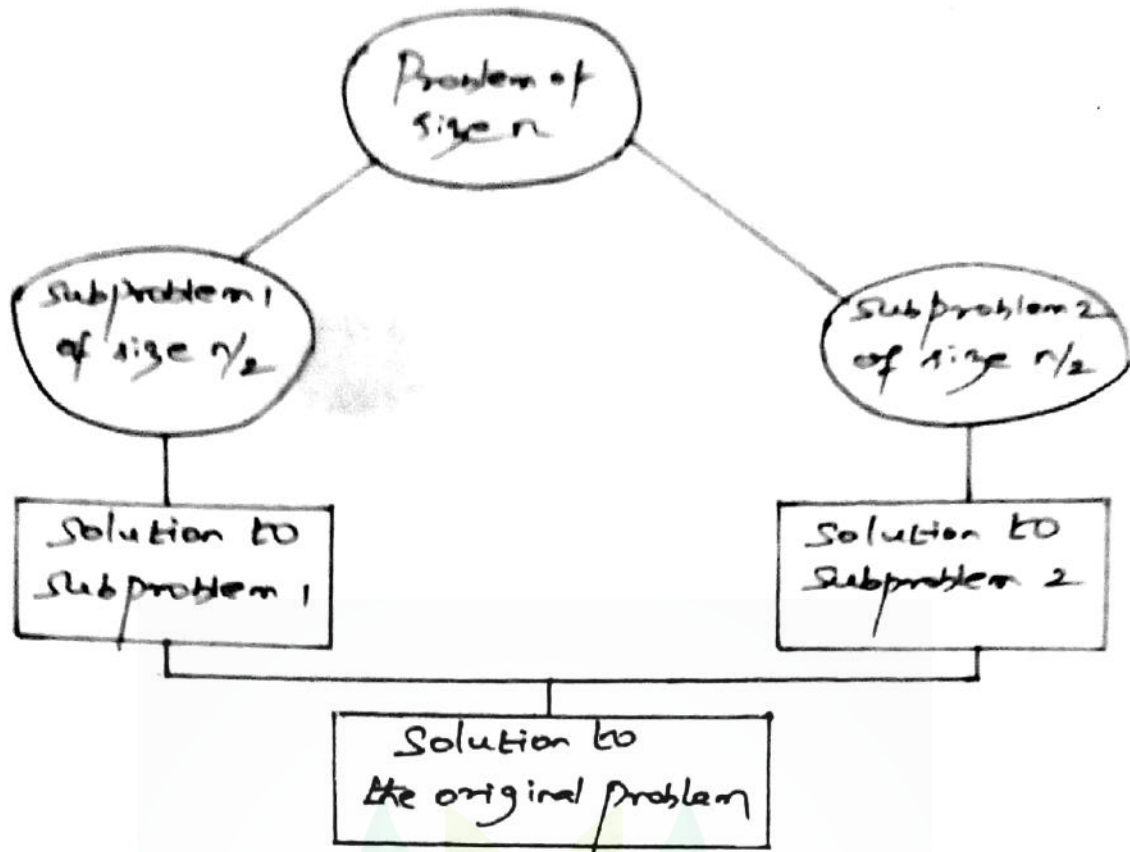 Problem of
size n
subproblem 1
of size n/2
subproblem 2
of size n/2
Solution to
subproblem 1
Solution to
subproblem 2
Solution to
the original problem